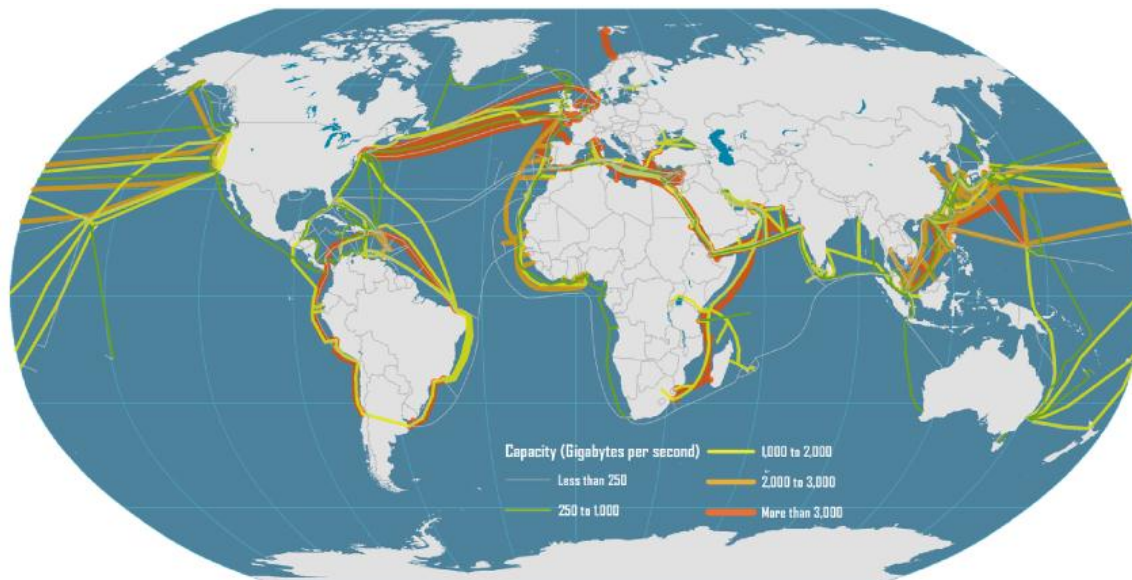 Capacity (Gigabytes per second)
Less than 250
250 to 1,000
1,000 to 2,000
2,000 to 3,000
More than 3,000